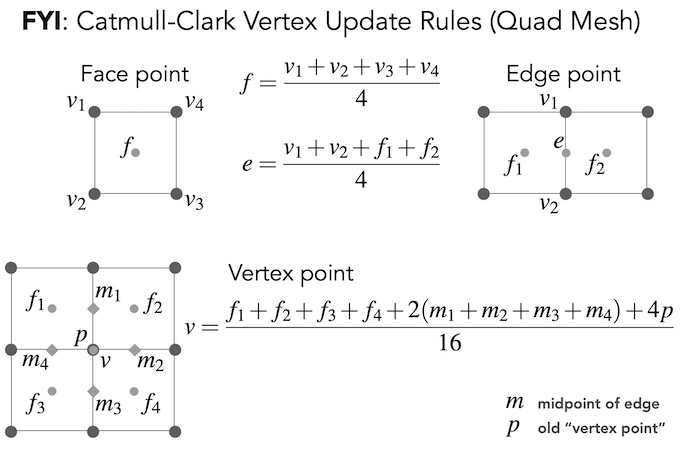 FYI: Catmull-Clark Vertex Update Rules (Quad Mesh)
Face point
f = (v1 + v2 + v3 + v4) / 4
Edge point
v1
v4
f
v2
v3
e = (v1 + v2 + f1 + f2) / 4
v1
e
f1
f2
v2
Vertex point
v = (f1 + f2 + f3 + f4 + 2(m1 + m2 + m3 + m4) + 4p) / 16
f1
m1
f2
p
m4
v
m2
f3
m3
f4
m midpoint of edge
p old “vertex point”